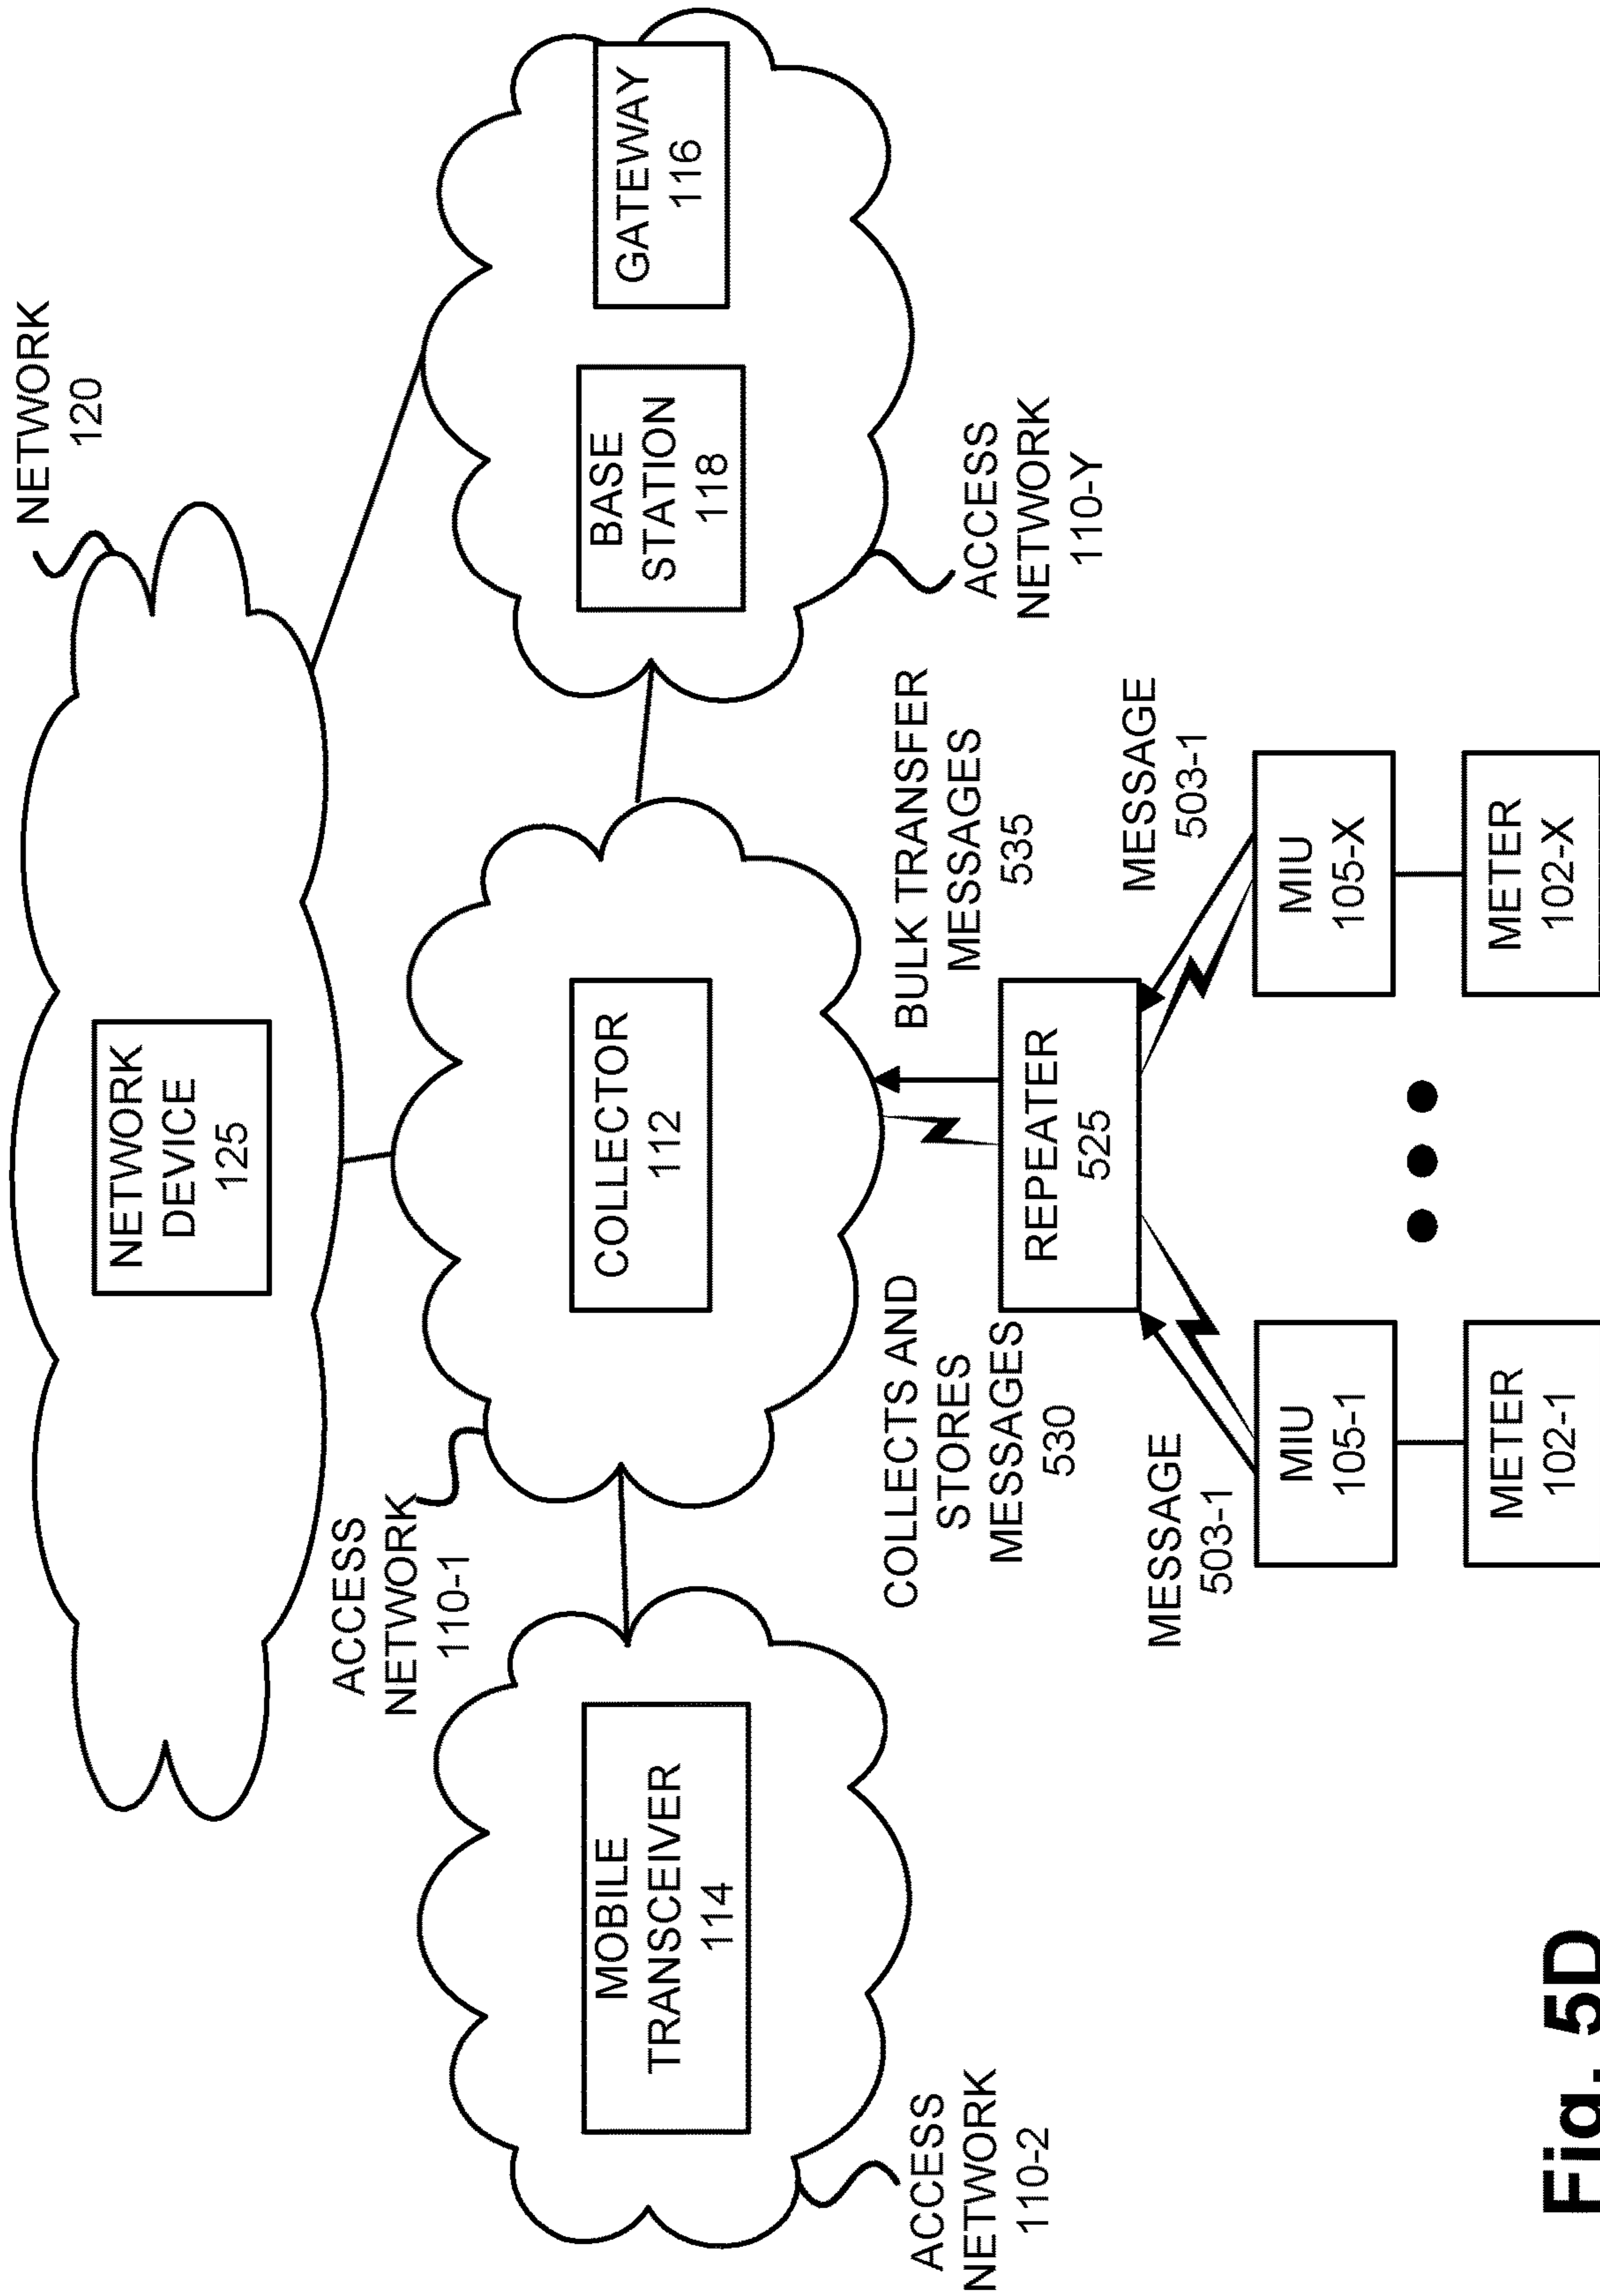 NETWORK
120
NETWORK
DEVICE
125
ACCESS
NETWORK
110-1
MOBILE
TRANSCEIVER
114
COLLECTOR
112
BASE
STATION
118
GATEWAY
116
ACCESS
NETWORK
110-2
COLLECTS AND
STORES
MESSAGES
530
BULK TRANSFER
MESSAGES
535
ACCESS
NETWORK
110-Y
REPEATER
525
MESSAGE
503-1
MESSAGE
503-1
MIU
105-1
MIU
105-X
METER
102-1
METER
102-X
Fig. 5D